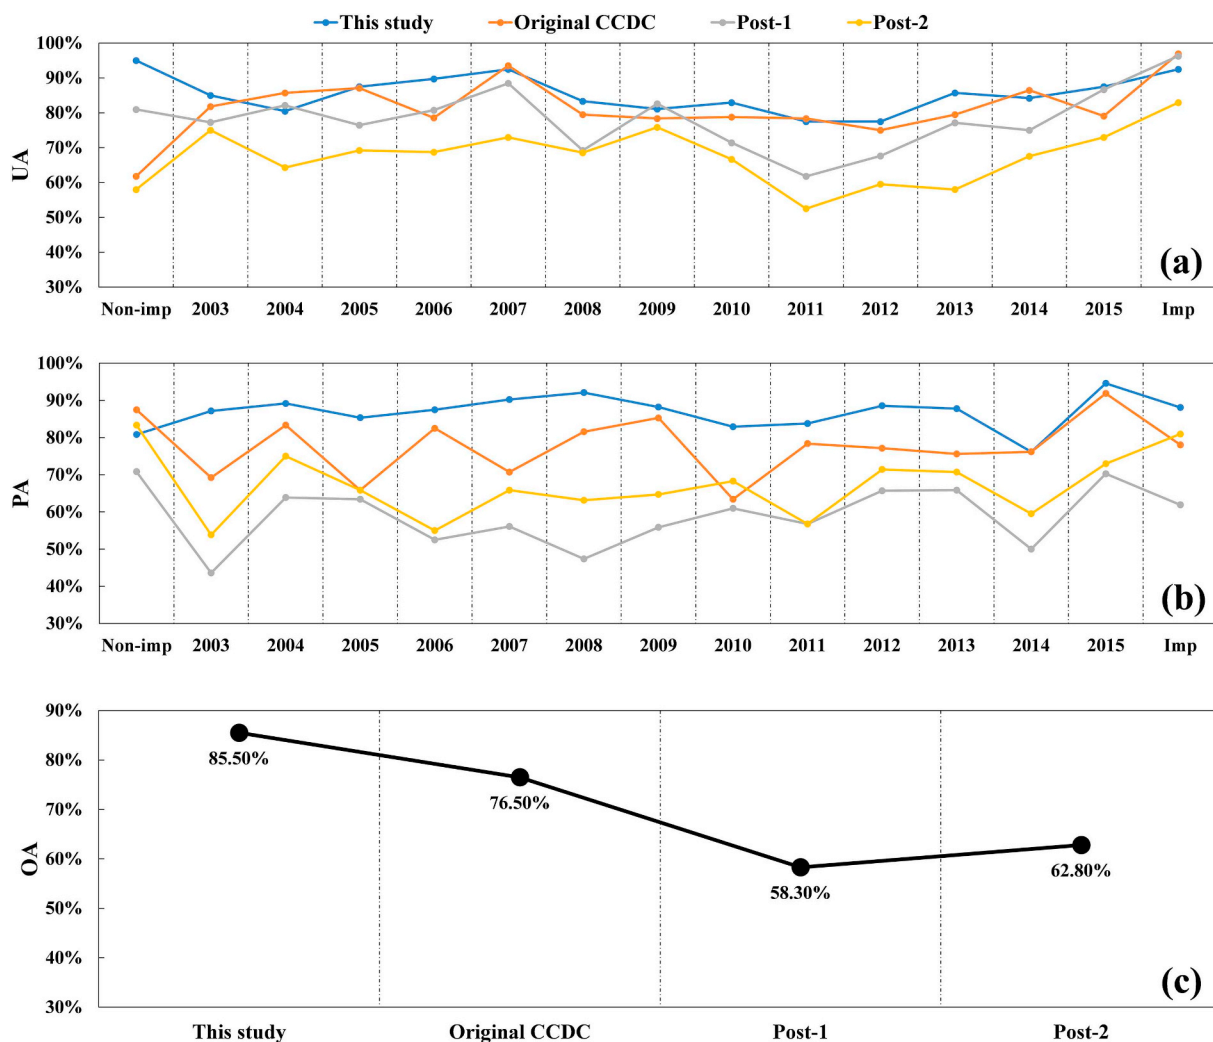 This study Original CCDC Post-1 Post-2
100%
90%
80%
70%
60%
50%
40%
30%
UA
(a)
Non-imp 2003 2004 2005 2006 2007 2008 2009 2010 2011 2012 2013 2014 2015 Imp
100%
90%
80%
70%
60%
50%
40%
30%
PA
(b)
Non-imp 2003 2004 2005 2006 2007 2008 2009 2010 2011 2012 2013 2014 2015 Imp
90%
80%
70%
60%
50%
40%
30%
OA
85.50%
76.50%
58.30%
62.80%
(c)
This study Original CCDC Post-1 Post-2